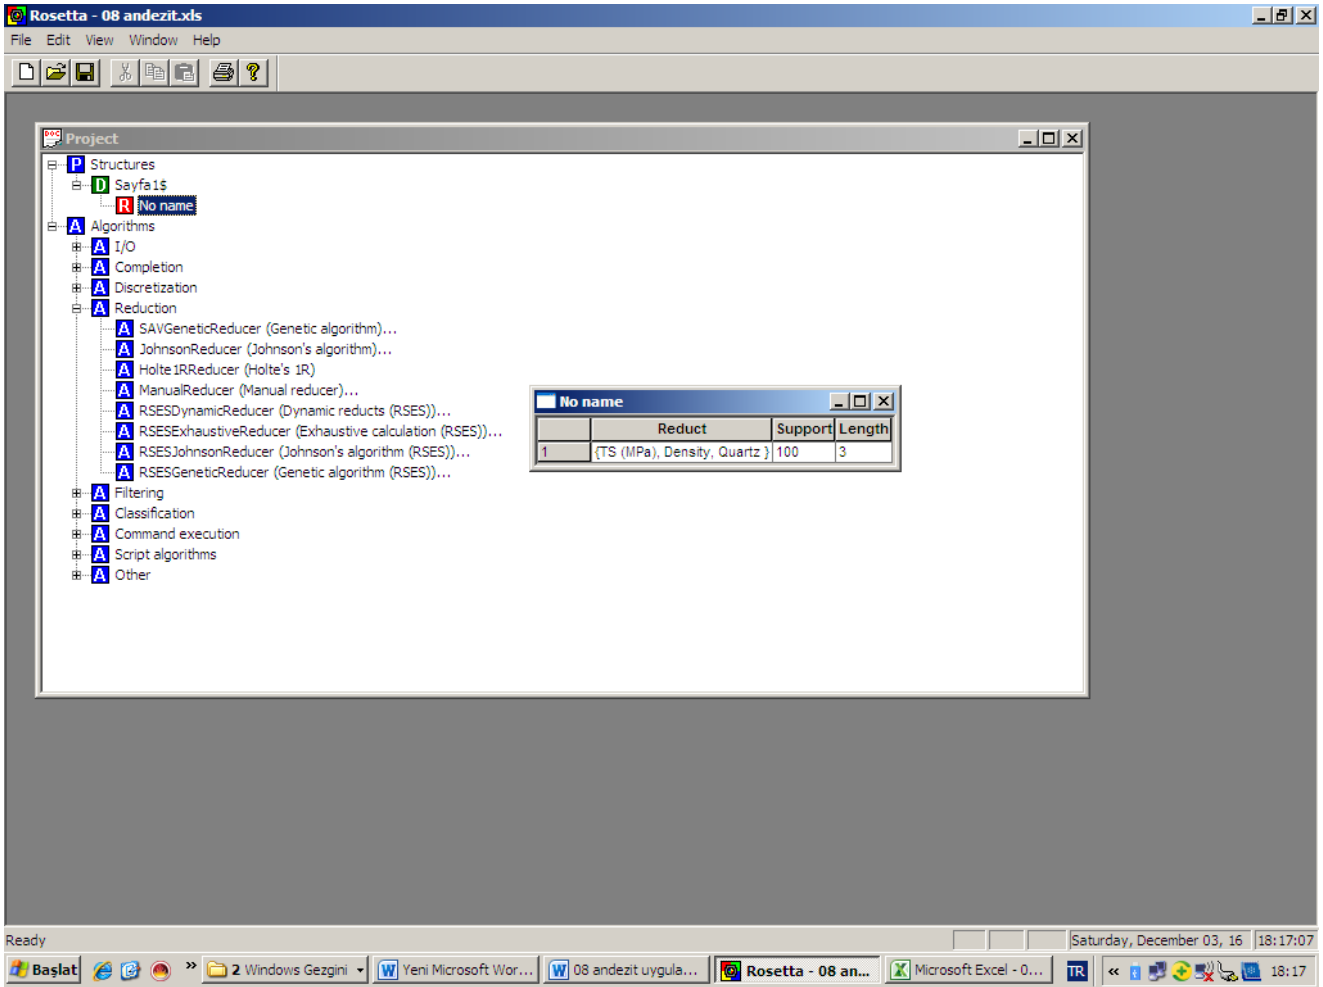 Rosetta - 08 andezit.xls
File Edit View Window Help
Project
P Structures
D Sayfa1$
R No name
A Algorithms
A I/O
A Completion
A Discretization
A Reduction
A SAVGeneticReducer (Genetic algorithm)...
A JohnsonReducer (Johnson's algorithm)...
A Holte1RReducer (Holte's 1R)
A ManualReducer (Manual reducer)...
A RSESDynamicReducer (Dynamic reducts (RSES))...
A RSESExhaustiveReducer (Exhaustive calculation (RSES))...
A RSESJohnsonReducer (Johnson's algorithm (RSES))...
A RSESGeneticReducer (Genetic algorithm (RSES))...
A Filtering
A Classification
A Command execution
A Script algorithms
A Other
No name
Reduct Support Length
1 {TS (MPa), Density, Quartz } 100 3
Ready
Saturday, December 03, 16 18:17:07
Başlat » 2 Windows Gezgini Yeni Microsoft Wor... 08 andezit uygula... Rosetta - 08 an... Microsoft Excel - 0... TR « 18:17